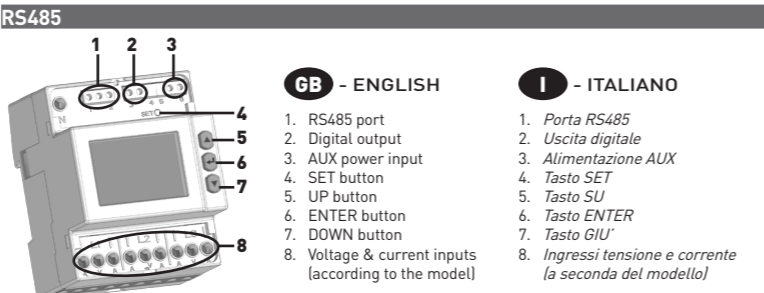 RS485
1 2 3
N
SET
4
5
6
7
8
GB - ENGLISH
1. RS485 port
2. Digital output
3. AUX power input
4. SET button
5. UP button
6. ENTER button
7. DOWN button
8. Voltage & current inputs
(according to the model)
I - ITALIANO
1. Porta RS485
2. Uscita digitale
3. Alimentazione AUX
4. Tasto SET
5. Tasto SU
6. Tasto ENTER
7. Tasto GIU´
8. Ingressi tensione e corrente
(a seconda del modello)